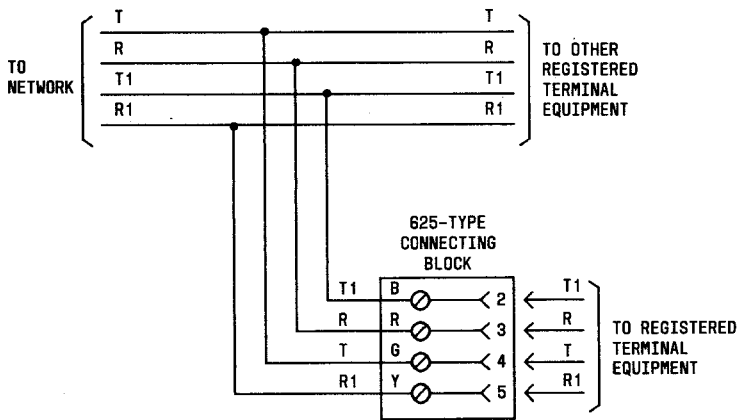 T T
R R
T1 T1
R1 R1
TO
NETWORK
TO OTHER
REGISTERED
TERMINAL
EQUIPMENT
625-TYPE
CONNECTING
BLOCK
T1 B 2 T1
R R 3 R
T G 4 T
R1 Y 5 R1
TO REGISTERED
TERMINAL
EQUIPMENT